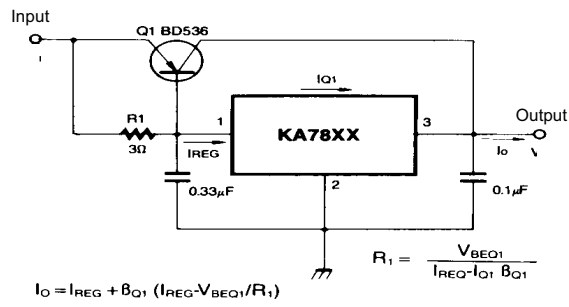 Input
Q1 BD536
I
IQ1
R1
3Ω
1
IREG
KA78XX
3
Output
IO
V
0.33μF
2
0.1μF
R1 = VBEQ1
IREQ-IQ1 βQ1
IO = IREG + βQ1 (IREG-VBEQ1/R1)